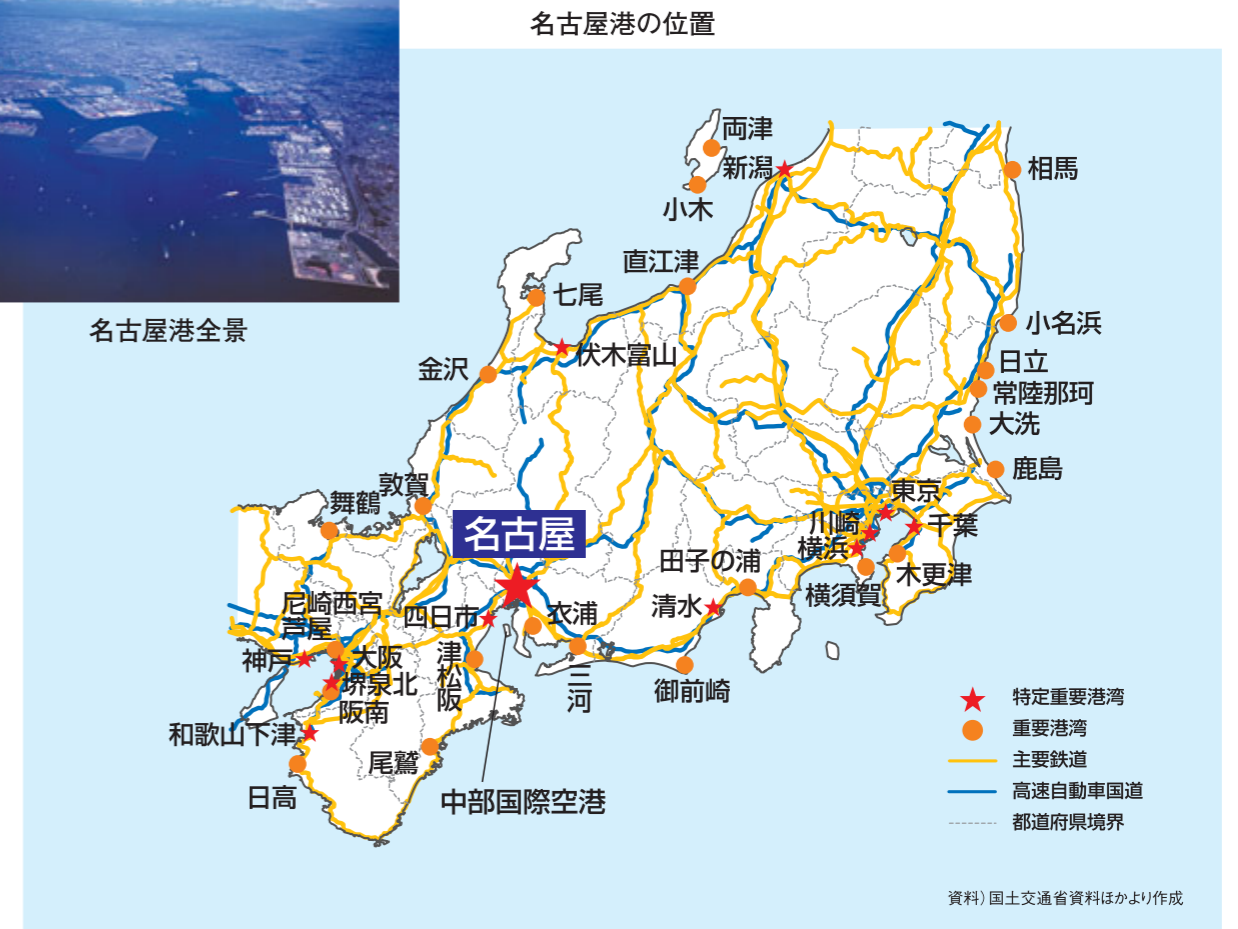 名古屋港の位置
名古屋港全景
両津
新潟
小木
相馬
直江津
七尾
小名浜
伏木富山
金沢
日立
常陸那珂
大洗
鹿島
敦賀
舞鶴
東京
名古屋
川崎
千葉
横浜
田子の浦
木更津
横須賀
尼崎西宮
芦屋
四日市
衣浦
清水
神戸
大阪
津松阪
堺泉北
三河
御前崎
阪南
和歌山下津
尾鷲
日高
中部国際空港
特定重要港湾
重要港湾
主要鉄道
高速自動車国道
都道府県境界
資料）国土交通省資料ほかより作成